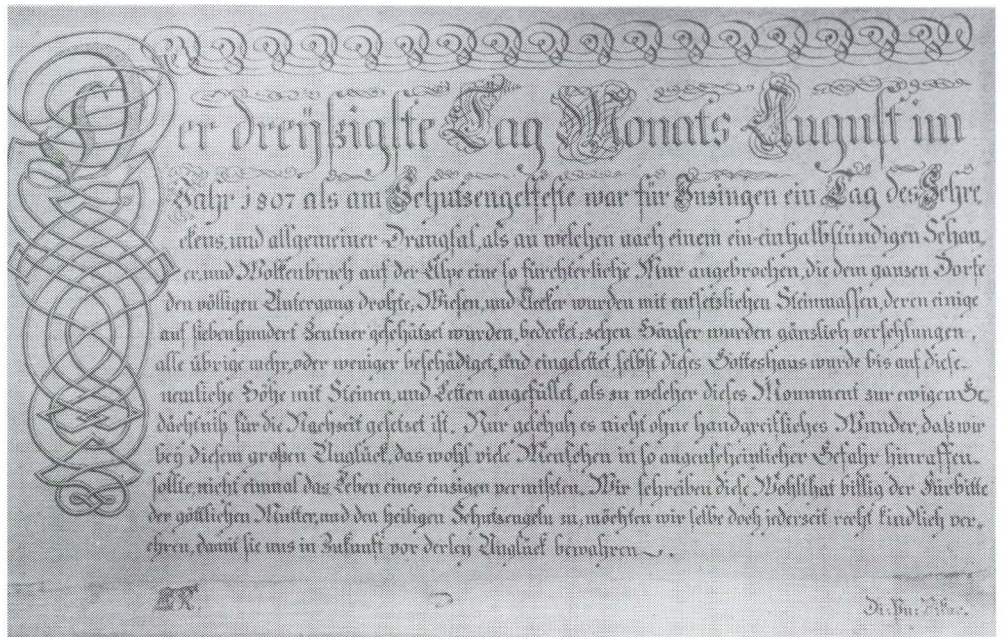 Der dreÿszigste Tag Monats August im
Jahr 1807 als am Schutzengelfeste war für Inzingen ein Tag des Schre
ckens, und allgemeiner Drangsal, als an welchen nach einem ein-einhalbstündigen Schau,
er, und Wolkenbruch auf der Alpe eine so fürchterliche Mur angebrochen, die dem ganzen Dorfe
den völligen Untergang drohte, Wiesen, und Aecker wurden mit entsetzlichen Steinmassen, deren einige
auf siebenhundert Zentner geschätzet wurden, bedecket; zehen Häuser wurden gänzlich verschlungen,
alle übrige mehr, oder weniger beschädiget, und eingelettet, selbst dieses Gotteshaus wurde bis auf diese
nemliche Höhe mit Steinen, und Letten angefüllet, als zu welcher dieses Monument zur ewigen Ge,
dächtniß für die Nachzeit gesetzet ist. Nur geschah es nicht ohne handgreifliches Wunder, daß wir
bey diesem großen Unglück, das wohl viele Menschen in so augenscheinlicher Gefahr hinraffen
sollte, nicht einmal das Leben eines einzigen vermißten. Wir schreiben diese Wohlthat billig der Fürbitte
der göttlichen Mutter, und den heiligen Schutzengeln zu; möchten wir selbe doch jederzeit recht kindlich ver,
ehren, damit sie uns in Zukunft vor derley Unglück bewahren.